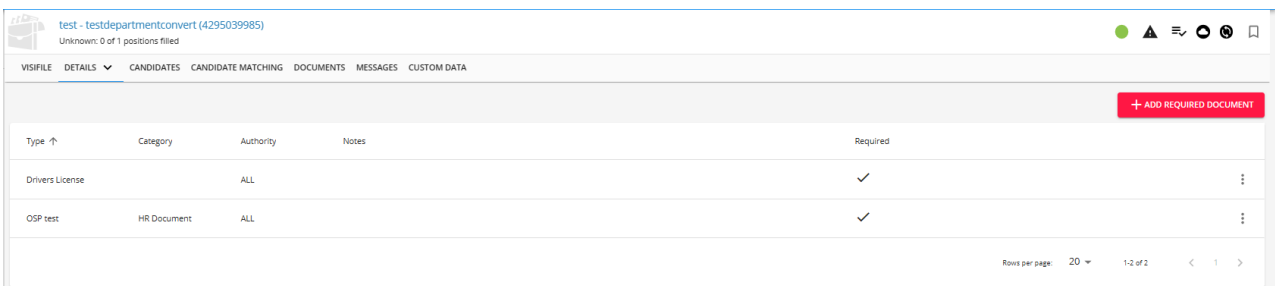 test - testdepartmentconvert (4295039985)
Unknown: 0 of 1 positions filled
VISIFILE DETAILS CANDIDATES CANDIDATE MATCHING DOCUMENTS MESSAGES CUSTOM DATA
+ ADD REQUIRED DOCUMENT
Type Category Authority Notes Required
Drivers License ALL
OSP test HR Document ALL
Rows per page: 20 1-2 of 2 1